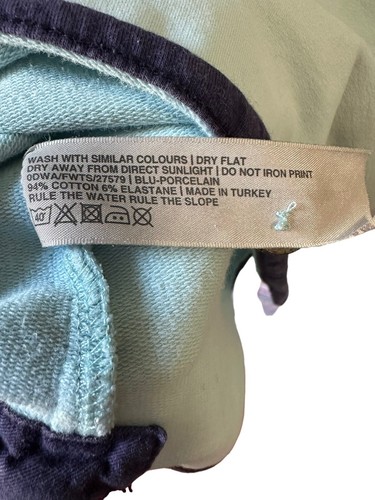 WASH WITH SIMILAR COLOURS | DRY FLAT
DRY AWAY FROM DIRECT SUNLIGHT | DO NOT IRON PRINT
0DWA/FWTS/27579 | BLU-PORCELAIN
94% COTTON 6% ELASTANE | MADE IN TURKEY
RULE THE WATER RULE THE SLOPE
40°